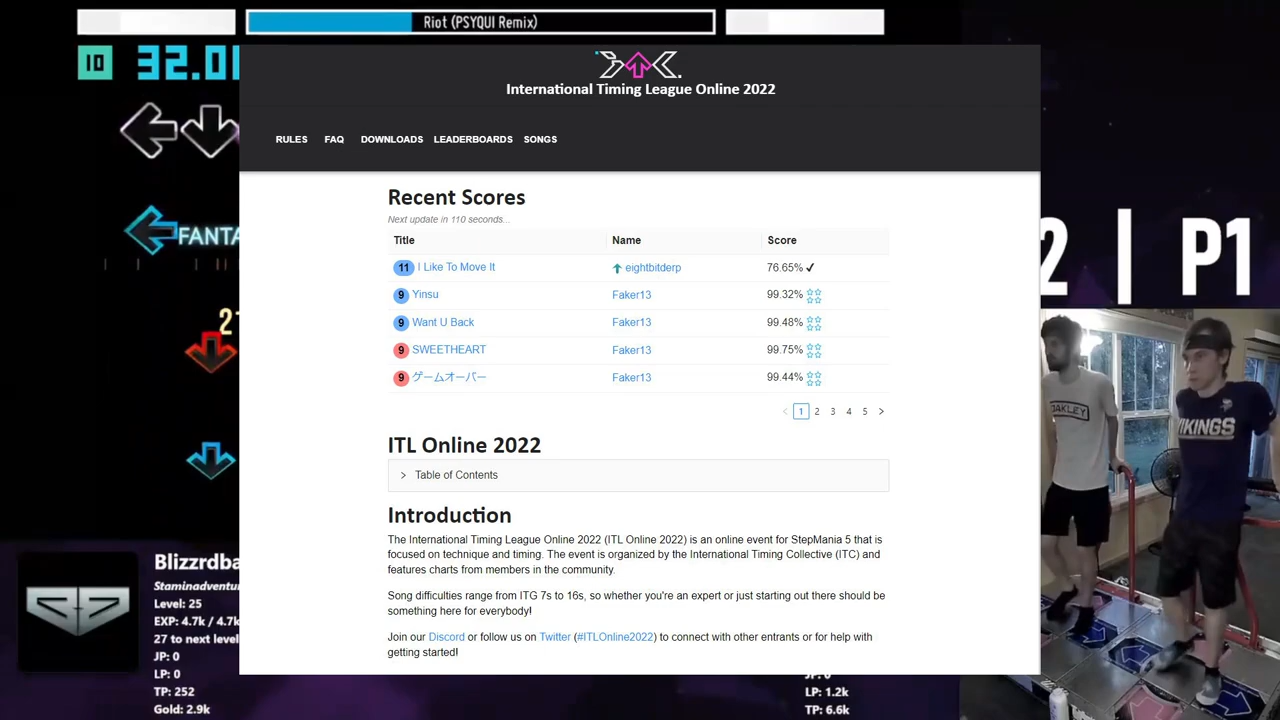 Riot (PSYQUI Remix)
10
32.0
International Timing League Online 2022
RULES FAQ DOWNLOADS LEADERBOARDS SONGS
Recent Scores
Next update in 110 seconds...
Title Name Score
11 I Like To Move It eightbitderp 76.65%
9 Yinsu Faker13 99.32%
9 Want U Back Faker13 99.48%
9 SWEETHEART Faker13 99.75%
9 ゲームオーバー Faker13 99.44%
< 1 2 3 4 5 >
FANTA
2 | P1
OAKLEY
VIKINGS
ITL Online 2022
> Table of Contents
Introduction
The International Timing League Online 2022 (ITL Online 2022) is an online event for StepMania 5 that is
focused on technique and timing. The event is organized by the International Timing Collective (ITC) and
features charts from members in the community.
Song difficulties range from ITG 7s to 16s, so whether you're an expert or just starting out there should be
something here for everybody!
Join our Discord or follow us on Twitter (#ITLOnline2022) to connect with other entrants or for help with
getting started!
Blizzrdba
Staminadventu
Level: 25
EXP: 4.7k / 4.7k
27 to next level
JP: 0
LP: 0
TP: 252
Gold: 2.9k
JP: 0
LP: 1.2k
TP: 6.6k